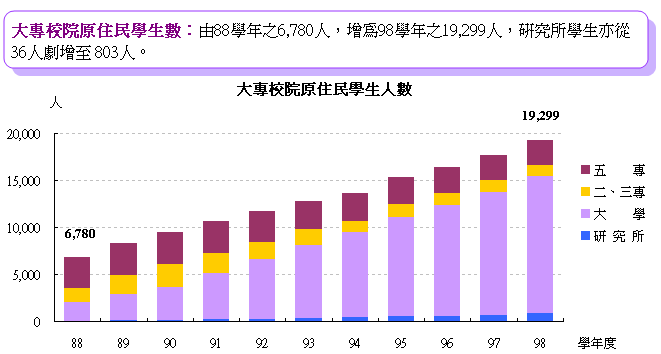 大專校院原住民學生數：由88學年之6,780人，增為98學年之19,299人，研究所學生亦從
36人劇增至 803人。
大專校院原住民學生人數
人
19,299
20,000
15,000
10,000
5,000
0
6,780
五 專
二、三專
大 學
研 究 所
88 89 90 91 92 93 94 95 96 97 98 學年度